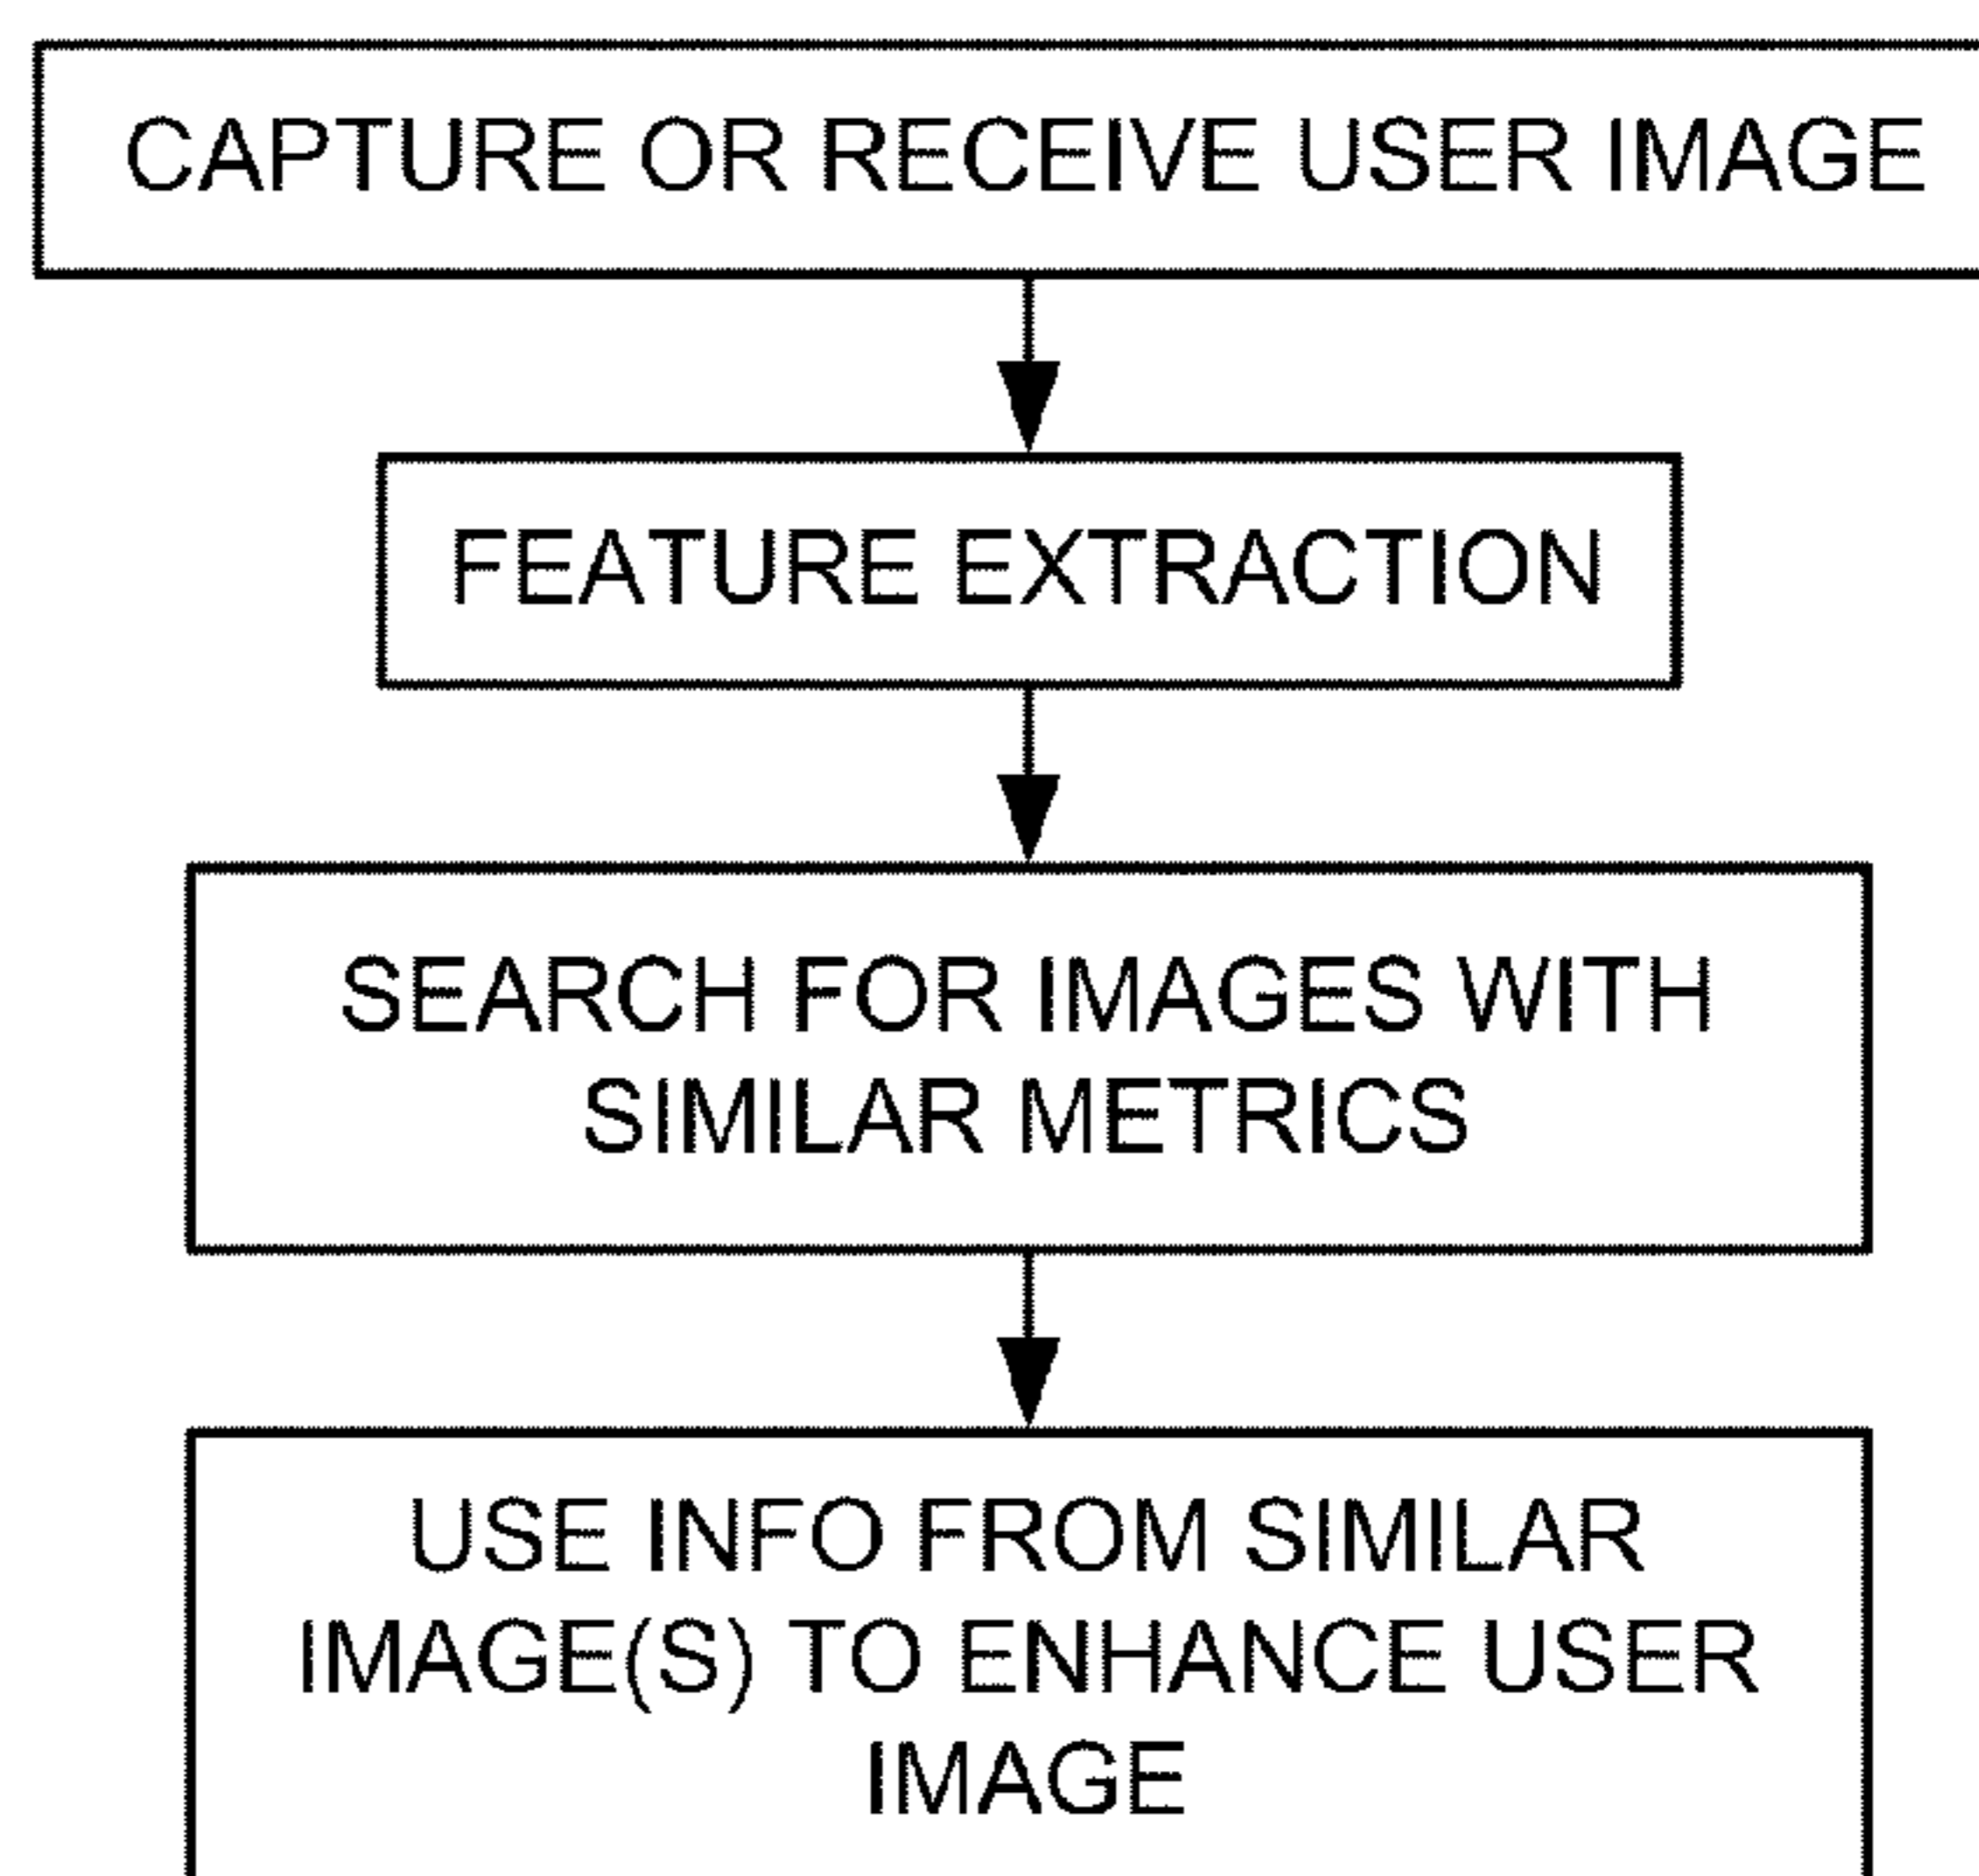 CAPTURE OR RECEIVE USER IMAGE
FEATURE EXTRACTION
SEARCH FOR IMAGES WITH
SIMILAR METRICS
USE INFO FROM SIMILAR
IMAGE(S) TO ENHANCE USER
IMAGE